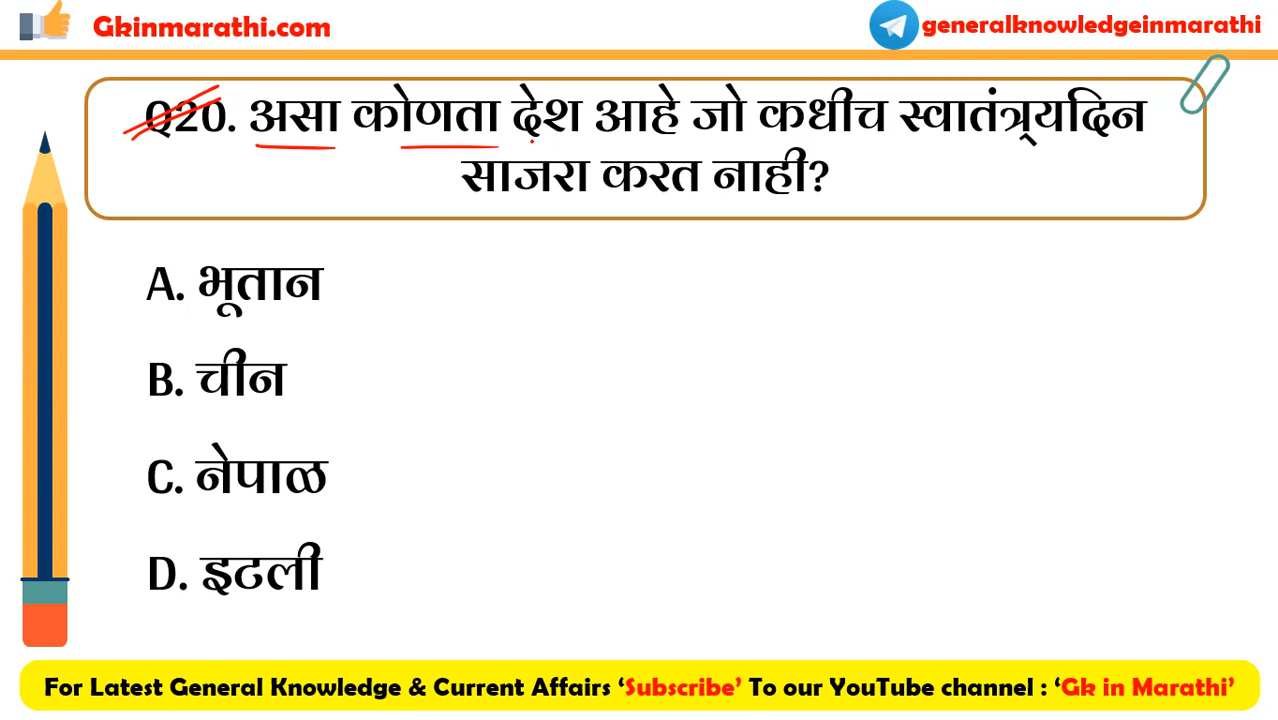 Gkinmarathi.com
generalknowledgeinmarathi
Q20. असा कोणता देश आहे जो कधीच स्वातंत्र्यदिन
साजरा करत नाही?
A. भूतान
B. चीन
C. नेपाळ
D. इटली
For Latest General Knowledge & Current Affairs ‘Subscribe’ To our YouTube channel : ‘Gk in Marathi’